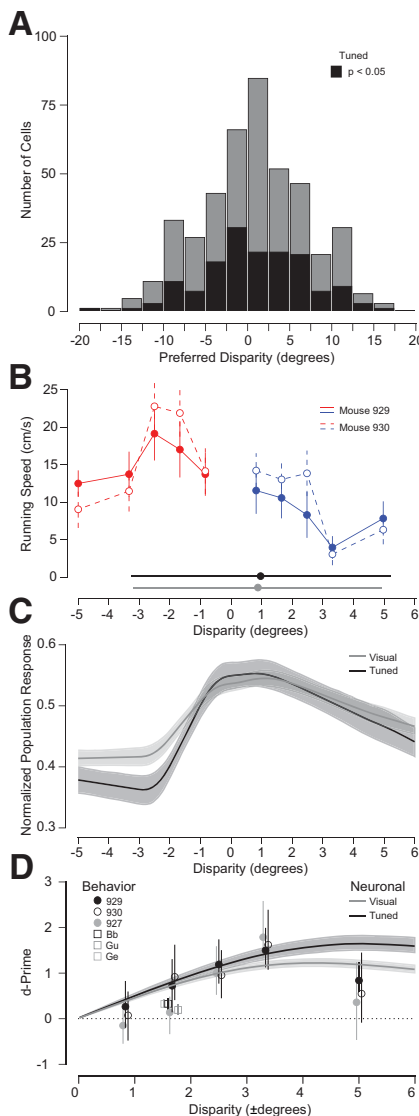 A
Tuned
p < 0.05
Number of Cells
100
75
50
25
0
-20 -15 -10 -5 0 5 10 15 20
Preferred Disparity (degrees)
B
Mouse 929
Mouse 930
Running Speed (cm/s)
25
20
15
10
5
0
-5 -4 -3 -2 -1 0 1 2 3 4 5 6
Disparity (degrees)
C
Visual
Tuned
Normalized Population Response
0.6
0.5
0.4
0.3
-5 -4 -3 -2 -1 0 1 2 3 4 5 6
Disparity (degrees)
D
Behavior
929
930
927
Bb
Gu
Ge
Neuronal
Visual
Tuned
d-Prime
3
2
1
0
-1
0 1 2 3 4 5 6
Disparity (±degrees)